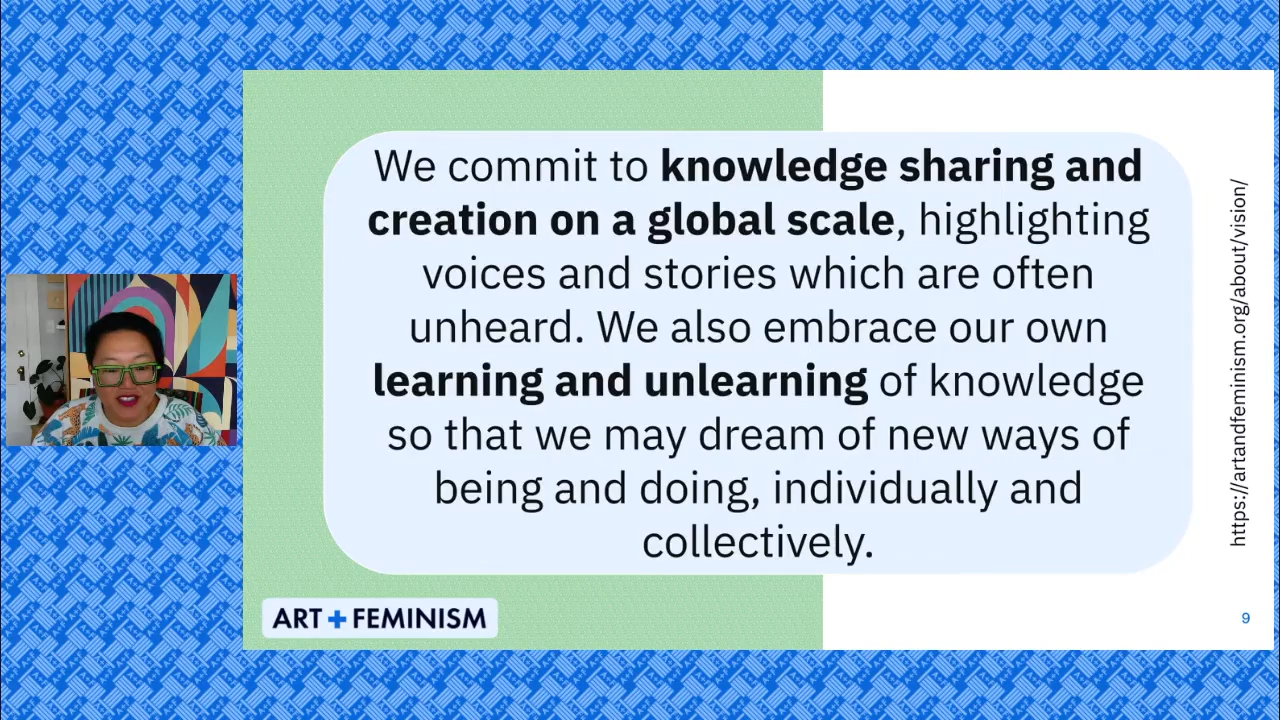 We commit to knowledge sharing and
creation on a global scale, highlighting
voices and stories which are often
unheard. We also embrace our own
learning and unlearning of knowledge
so that we may dream of new ways of
being and doing, individually and
collectively.
https://artandfeminism.org/about/vision/
ART+FEMINISM
9